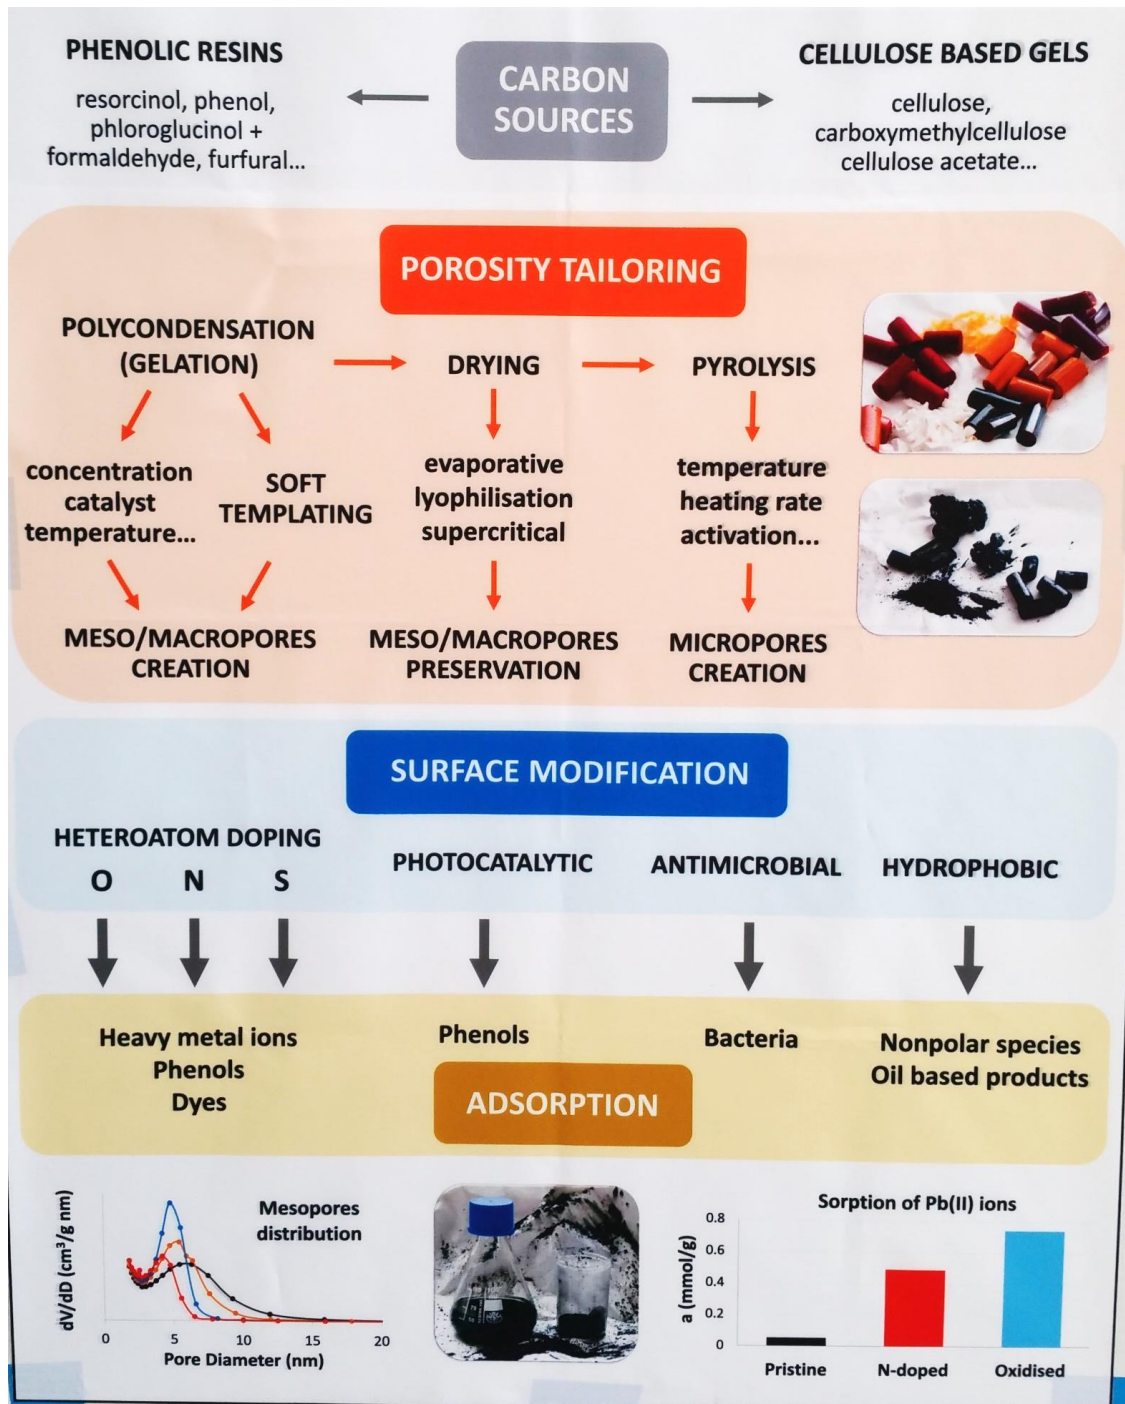 CARBON
SOURCES
PHENOLIC RESINS
resorcinol, phenol,
phloroglucinol +
formaldehyde, furfural...
CELLULOSE BASED GELS
cellulose,
carboxymethylcellulose
cellulose acetate...
POROSITY TAILORING
POLYCONDENSATION
(GELATION)
DRYING
PYROLYSIS
concentration
catalyst
temperature...
SOFT
TEMPLATING
evaporative
lyophilisation
supercritical
temperature
heating rate
activation...
MESO/MACROPORES
CREATION
MESO/MACROPORES
PRESERVATION
MICROPORES
CREATION
SURFACE MODIFICATION
HETEROATOM DOPING
O N S
PHOTOCATALYTIC
ANTIMICROBIAL
HYDROPHOBIC
Heavy metal ions
Phenols
Dyes
Phenols
Bacteria
Nonpolar species
Oil based products
ADSORPTION
Mesopores
distribution
dV/dD (cm³/g nm)
0 5 10 15 20
Pore Diameter (nm)
Sorption of Pb(II) ions
a (mmol/g)
0.8
0.6
0.4
0.2
0
Pristine N-doped Oxidised